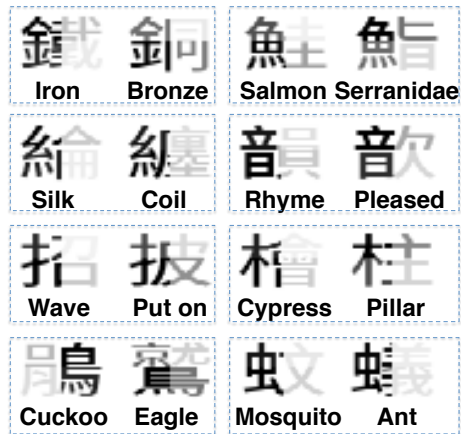 鐵 銅 鮭 鮨
Iron Bronze Salmon Serranidae
綸 纏 韻 歆
Silk Coil Rhyme Pleased
招 披 檜 柱
Wave Put on Cypress Pillar
鵑 鷲 蚊 蟻
Cuckoo Eagle Mosquito Ant